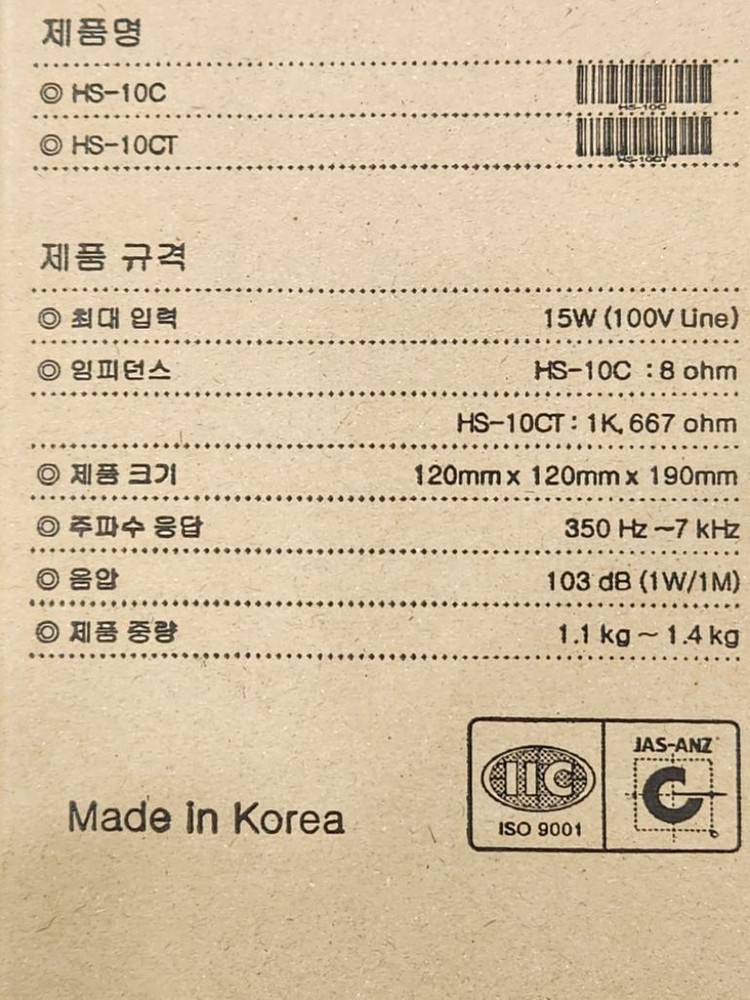 제품명
◎ HS-10C
HS-10C
◎ HS-10CT
HS-10CT
제품 규격
◎ 최대 입력 15W (100V Line)
◎ 임피던스 HS-10C : 8 ohm
HS-10CT : 1K, 667 ohm
◎ 제품 크기 120mm x 120mm x 190mm
◎ 주파수 응답 350 Hz ~7 kHz
◎ 음압 103 dB (1W/1M)
◎ 제품 중량 1.1 kg ~ 1.4 kg
JAS-ANZ
IIC
ISO 9001
Made in Korea